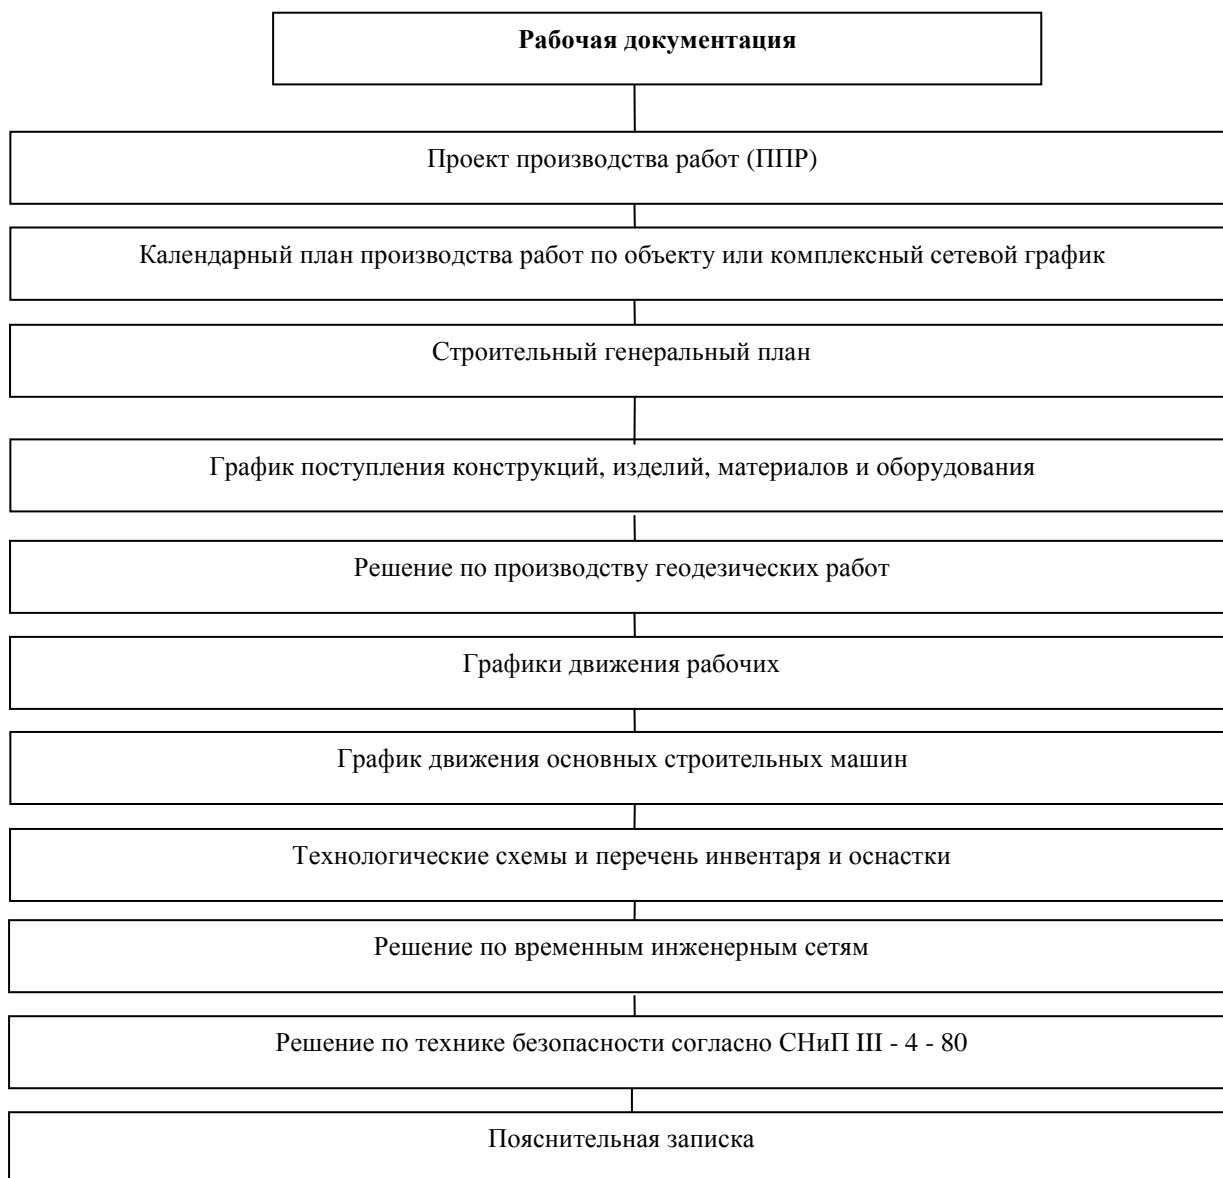 Рабочая документация
Проект производства работ (ППР)
Календарный план производства работ по объекту или комплексный сетевой график
Строительный генеральный план
График поступления конструкций, изделий, материалов и оборудования
Решение по производству геодезических работ
Графики движения рабочих
График движения основных строительных машин
Технологические схемы и перечень инвентаря и оснастки
Решение по временным инженерным сетям
Решение по технике безопасности согласно СНиП III - 4 - 80
Пояснительная записка